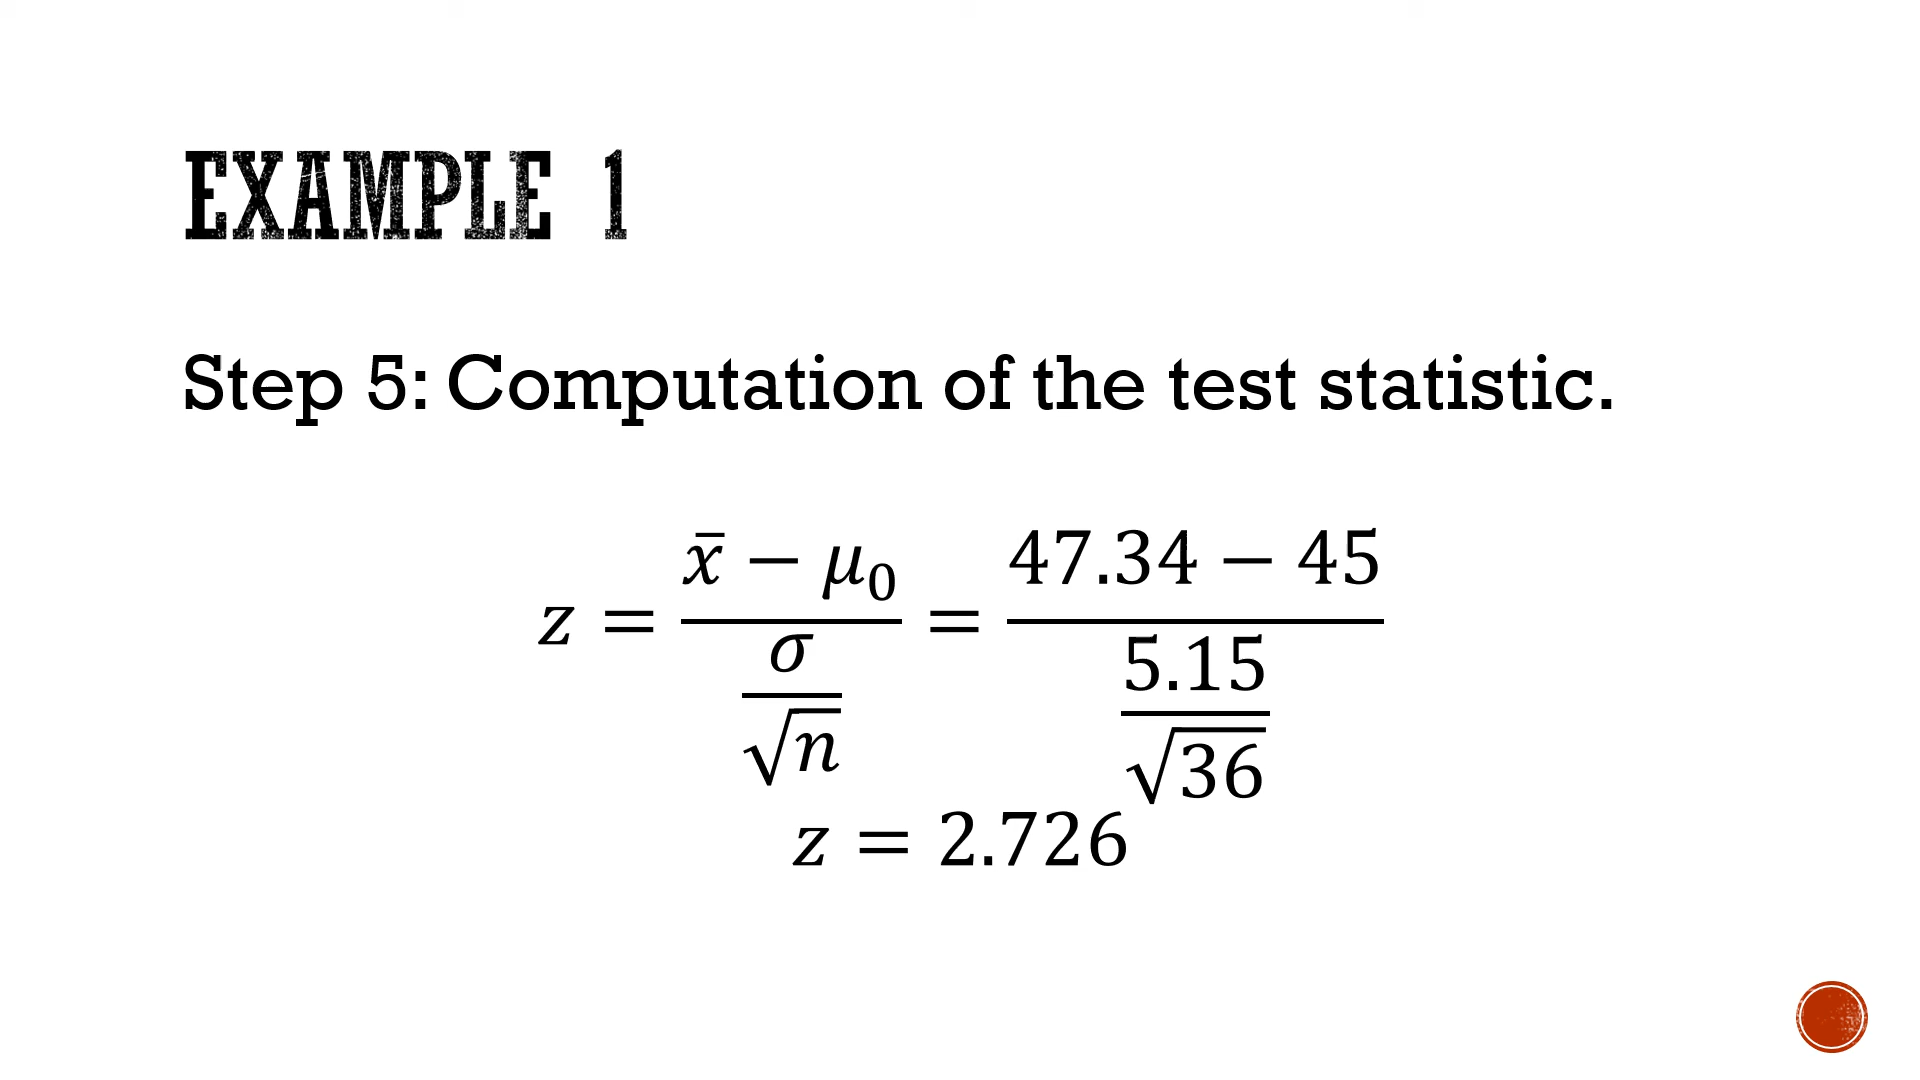 EXAMPLE 1
Step 5: Computation of the test statistic.
z = (x̄ − μ₀) / (σ / √n) = (47.34 − 45) / (5.15 / √36)
z = 2.726